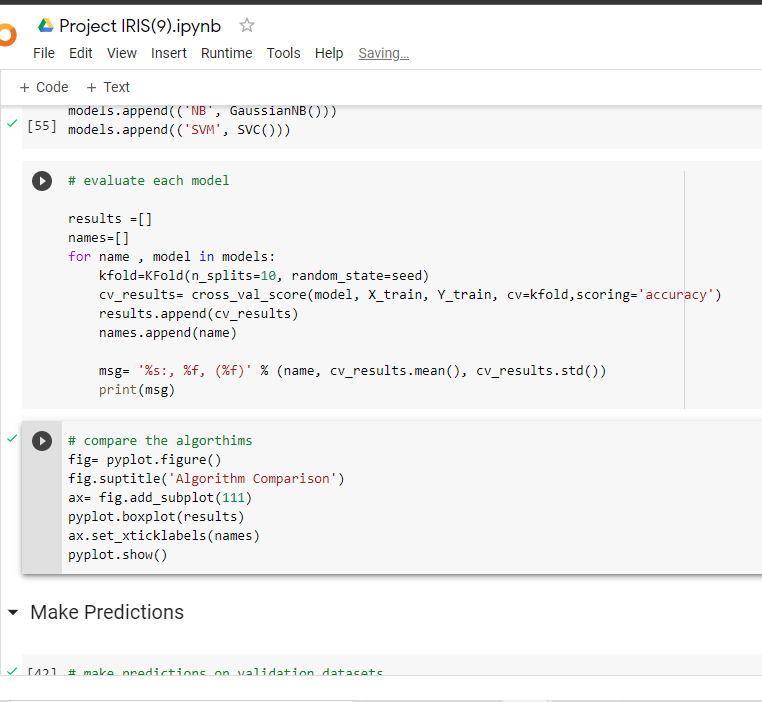 Project IRIS(9).ipynb
File Edit View Insert Runtime Tools Help Saving...
+ Code + Text
models.append(('NB', GaussianNB()))
[55] models.append(('SVM', SVC()))
# evaluate each model
results =[]
names=[]
for name , model in models:
kfold=KFold(n_splits=10, random_state=seed)
cv_results= cross_val_score(model, X_train, Y_train, cv=kfold,scoring='accuracy')
results.append(cv_results)
names.append(name)
msg= '%s:, %f, (%f)' % (name, cv_results.mean(), cv_results.std())
print(msg)
# compare the algorthims
fig= pyplot.figure()
fig.suptitle('Algorithm Comparison')
ax= fig.add_subplot(111)
pyplot.boxplot(results)
ax.set_xticklabels(names)
pyplot.show()
Make Predictions
[42] # make predictions on validation datasets